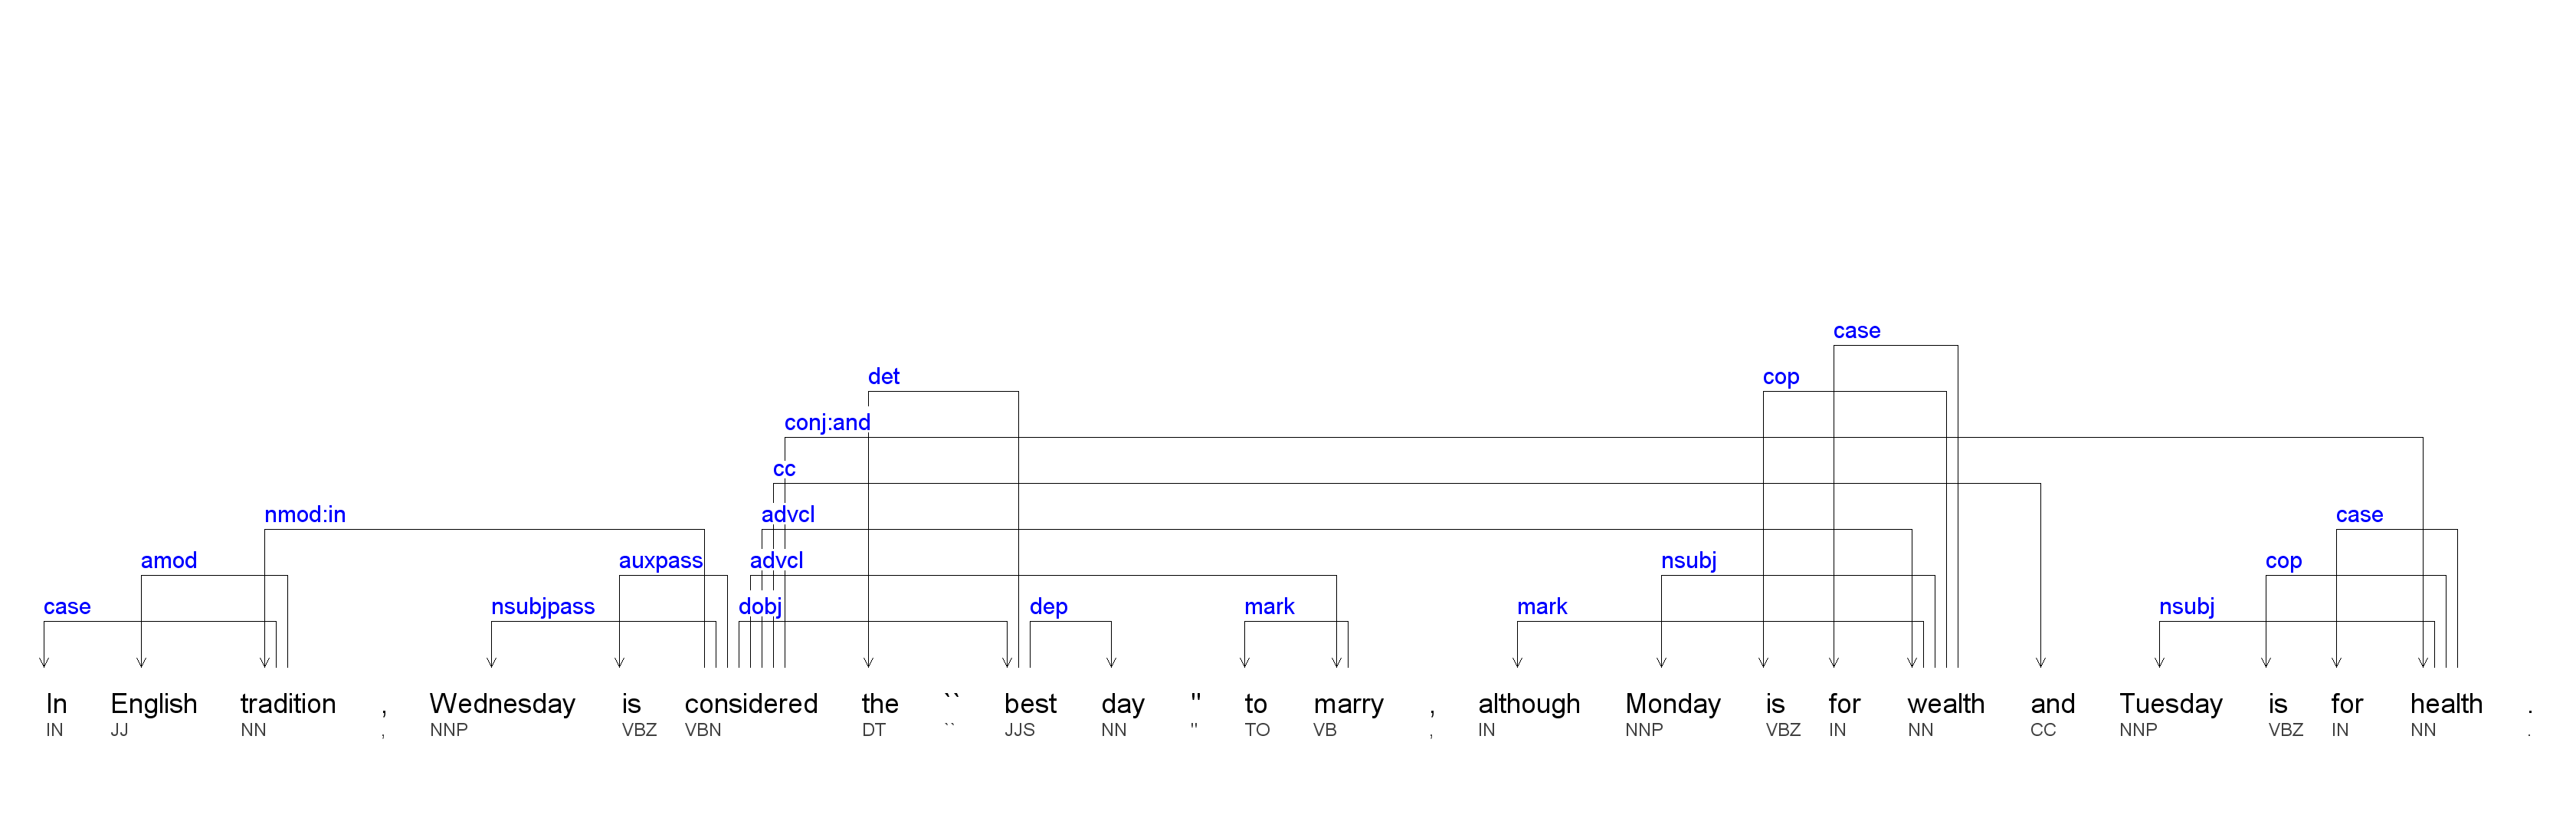 case
det cop
conj:and
cc
nmod:in advcl case
amod auxpass advcl nsubj cop
case nsubjpass dobj dep mark mark nsubj
In English tradition , Wednesday is considered the `` best day '' to marry , although Monday is for wealth and Tuesday is for health .
IN JJ NN , NNP VBZ VBN DT `` JJS NN '' TO VB , IN NNP VBZ IN NN CC NNP VBZ IN NN .